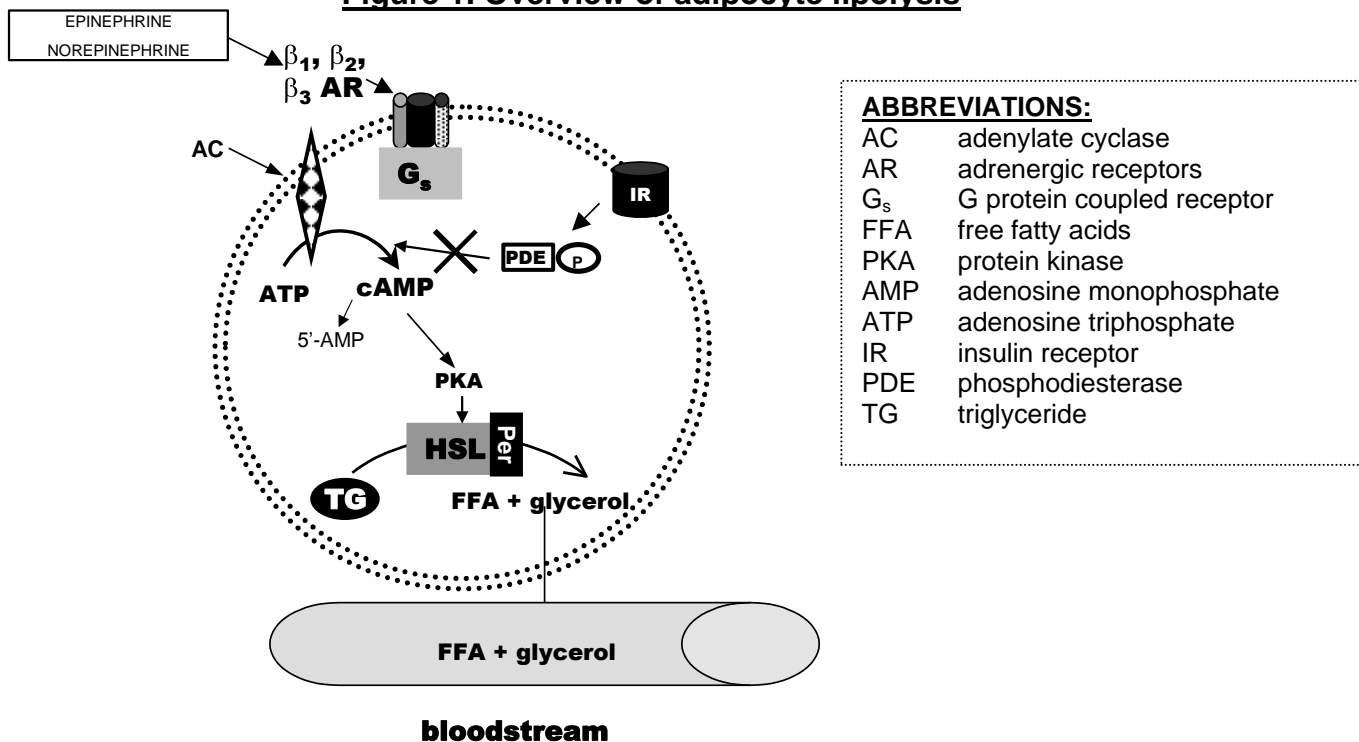 Figure 1. Overview of adipocyte lipolysis
EPINEPHRINE
NOREPINEPHRINE
β₁, β₂,
β₃ AR
AC
Gₛ
IR
PDE P
ATP cAMP
5'-AMP
PKA
HSL Per
TG
FFA + glycerol
FFA + glycerol
bloodstream
ABBREVIATIONS:
AC adenylate cyclase
AR adrenergic receptors
Gₛ G protein coupled receptor
FFA free fatty acids
PKA protein kinase
AMP adenosine monophosphate
ATP adenosine triphosphate
IR insulin receptor
PDE phosphodiesterase
TG triglyceride